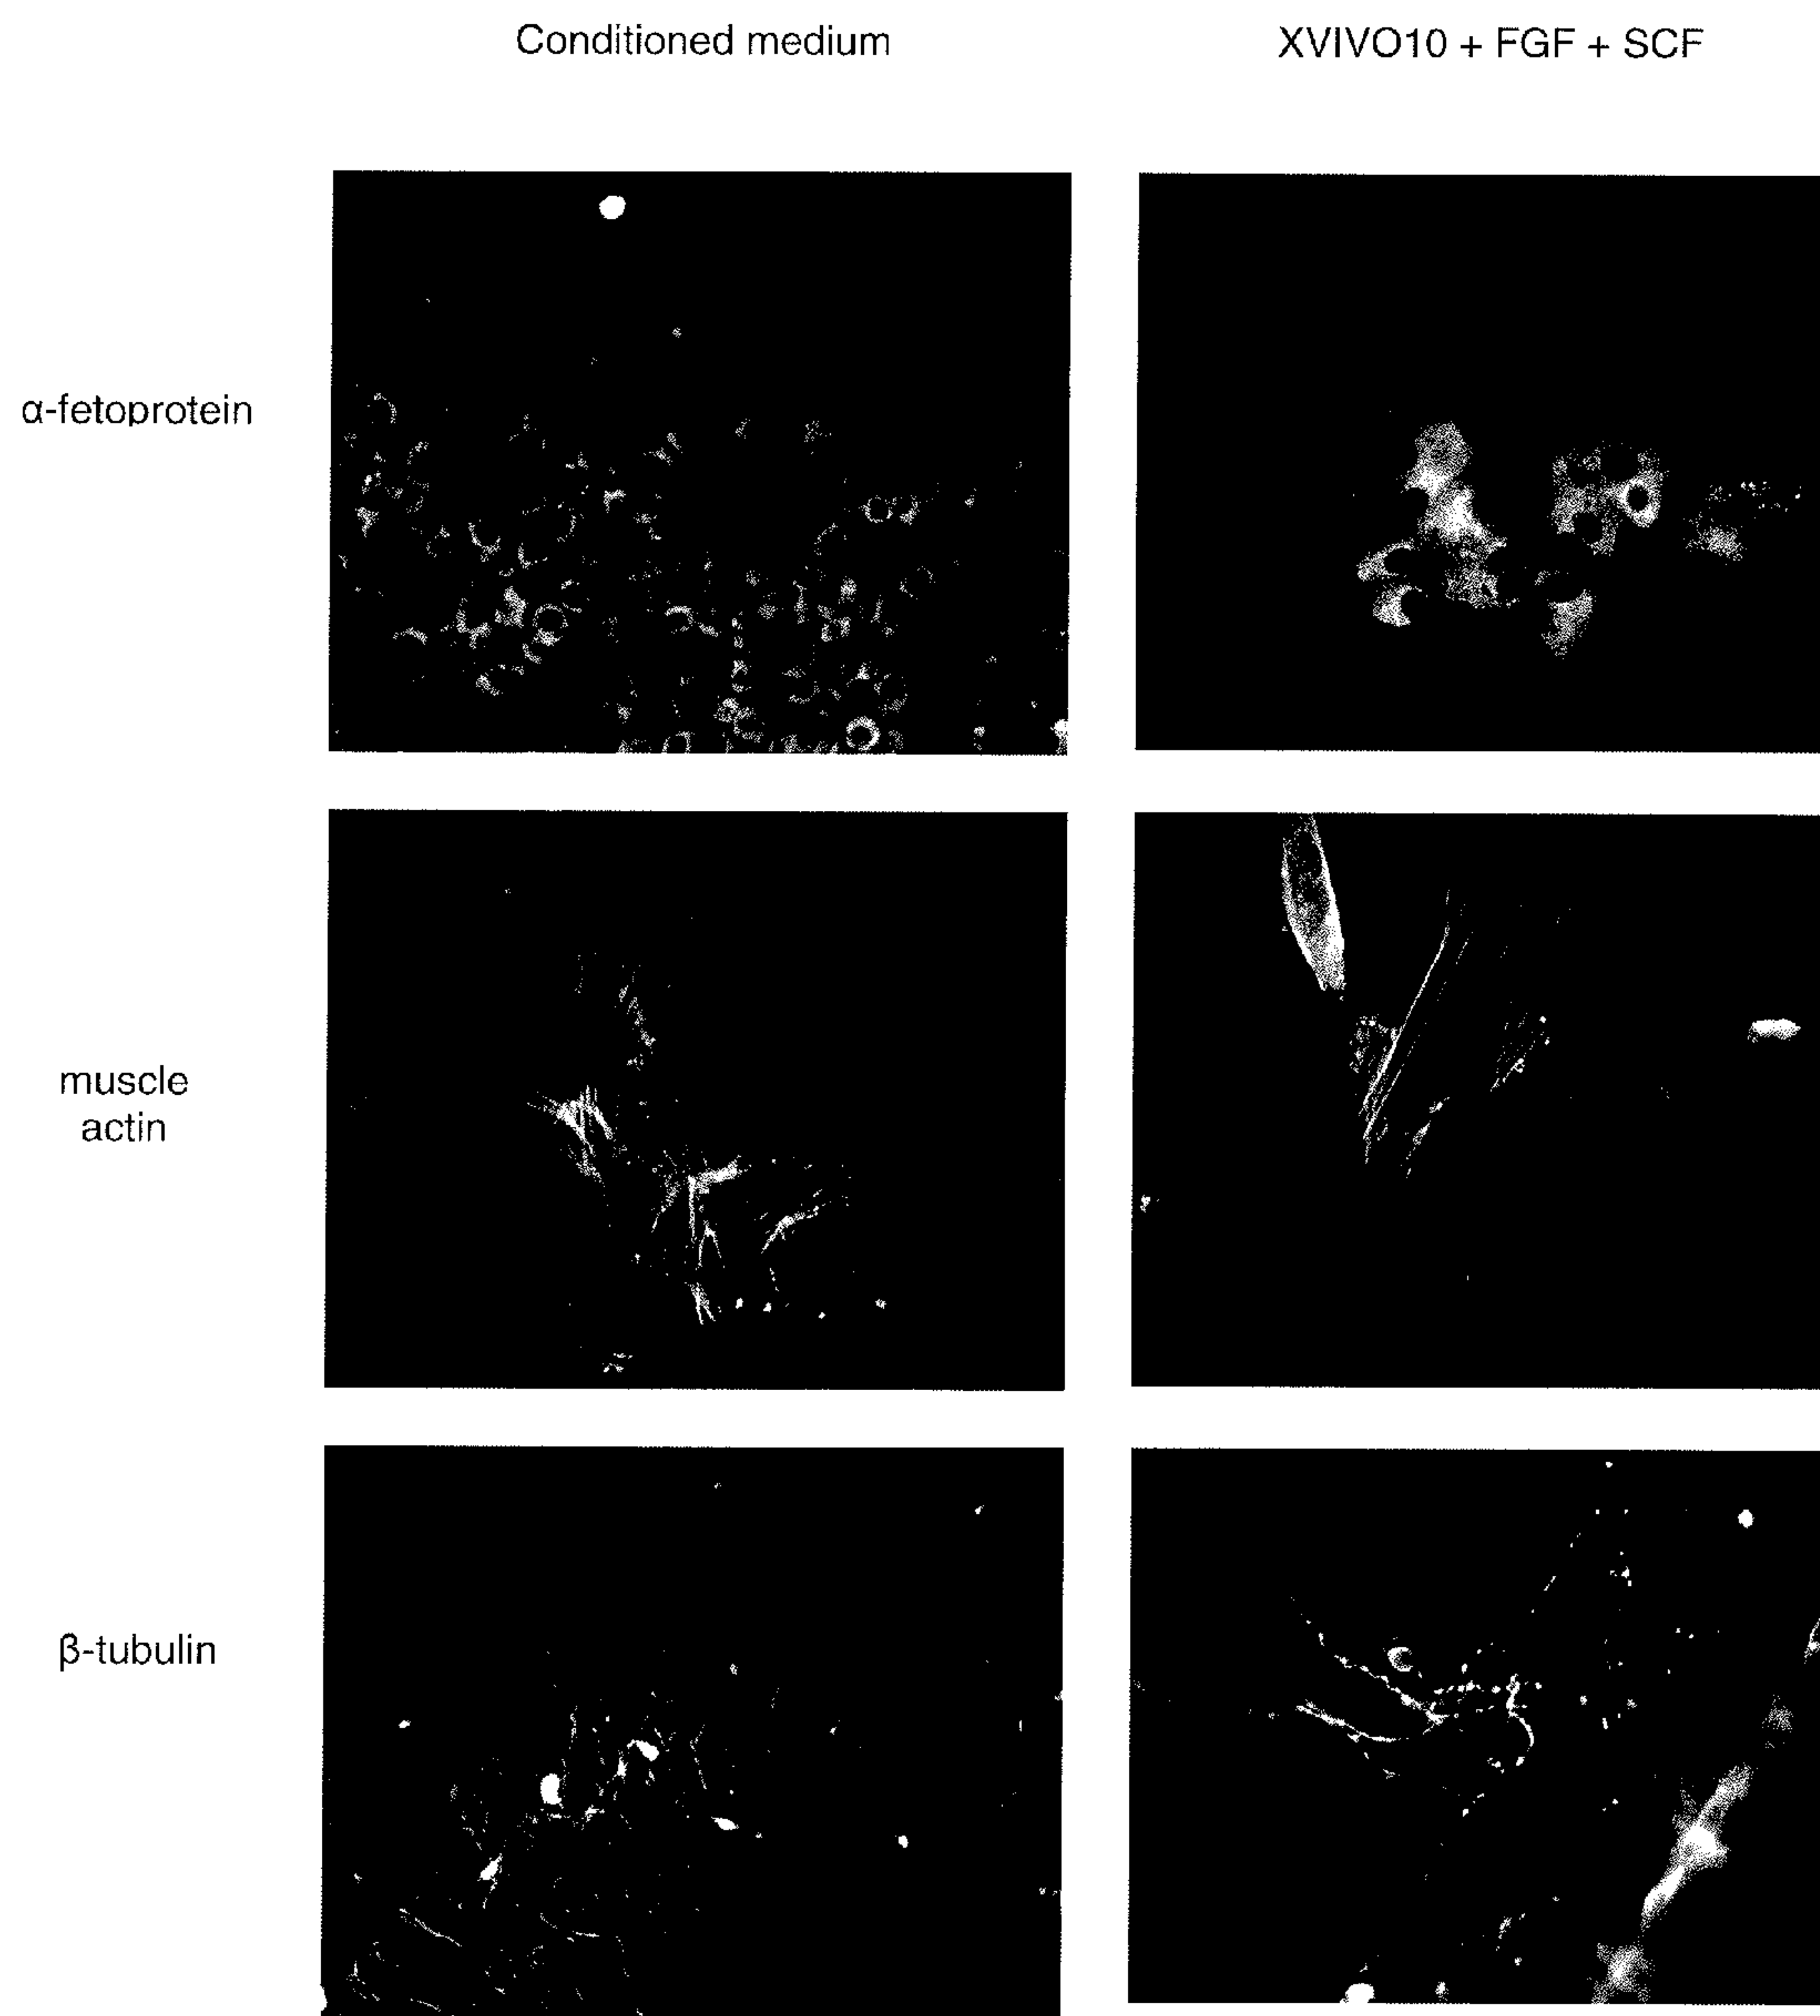 Conditioned medium
XVIVO10 + FGF + SCF
α-fetoprotein
muscle
actin
β-tubulin